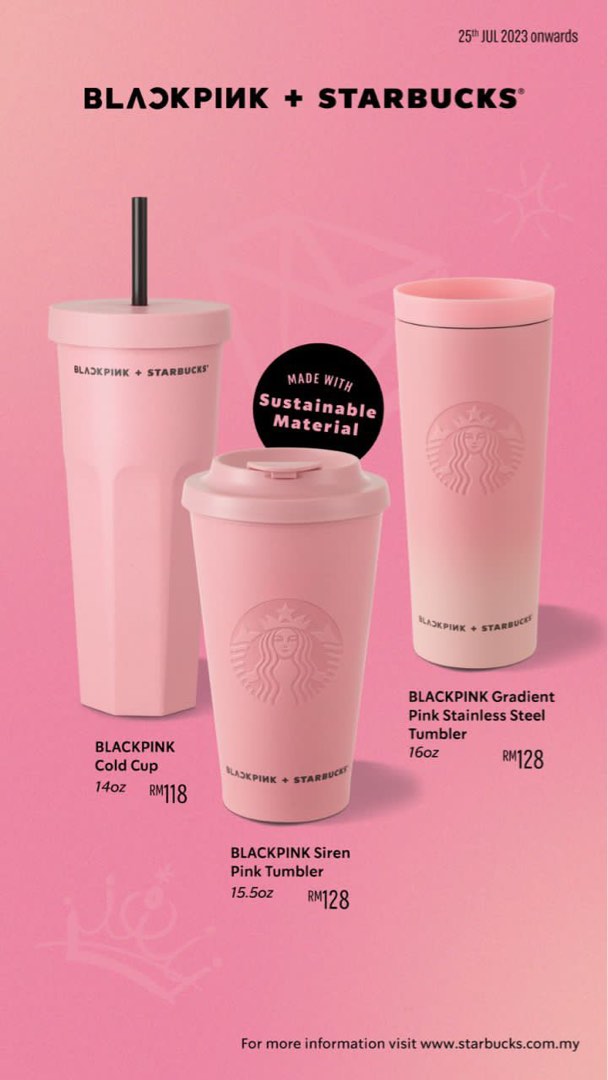 25th JUL 2023 onwards
BLACKPINK + STARBUCKS®
BLACKPINK + STARBUCKS®
MADE WITH
Sustainable
Material
BLACKPINK + STARBUCKS®
BLACKPINK Gradient
Pink Stainless Steel
Tumbler
16oz RM128
BLACKPINK
Cold Cup
14oz RM118
BLACKPINK + STARBUCKS®
BLACKPINK Siren
Pink Tumbler
15.5oz RM128
For more information visit www.starbucks.com.my